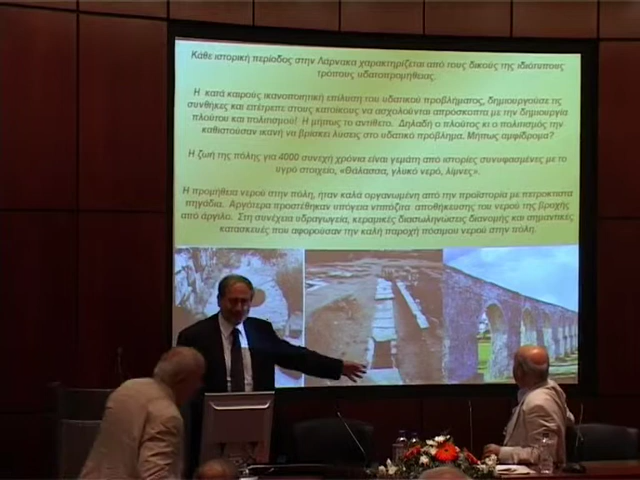 Κάθε ιστορική περίοδος στην Λάρνακα χαρακτηρίζεται από τους δικούς της ιδιότυπους
τρόπους υδατοπρομήθειας.
Η κατά καιρούς ικανοποιητική επίλυση του υδατικού προβλήματος, δημιουργούσε τις
συνθήκες και επέτρεπε στους κατοίκους να ασχολούνται απρόσκοπτα με την δημιουργία
πλούτου και πολιτισμού! Η μήπως το αντίθετο. Δηλαδή ο πλούτος κι ο πολιτισμός την
καθιστούσαν ικανή να βρίσκει λύσεις στο υδατικό πρόβλημα. Μήπως αμφίδρομα?
Η ζωή της πόλης για 4000 συνεχή χρόνια είναι γεμάτη από ιστορίες συνυφασμένες με το
υγρό στοιχείο, «Θάλασσα, γλυκό νερό, λίμνες».
Η προμήθεια νερού στην πόλη, ήταν καλά οργανωμένη από την προϊστορία με πετρόκτιστα
πηγάδια. Αργότερα προστέθηκαν υπόγεια ντεπόζιτα αποθήκευσης του νερού της βροχής
από άργιλο. Στη συνέχεια υδραγωγεία, κεραμικές διασωληνώσεις διανομής και σημαντικές
κατασκευές που αφορούσαν την καλή παροχή πόσιμου νερού στην πόλη.